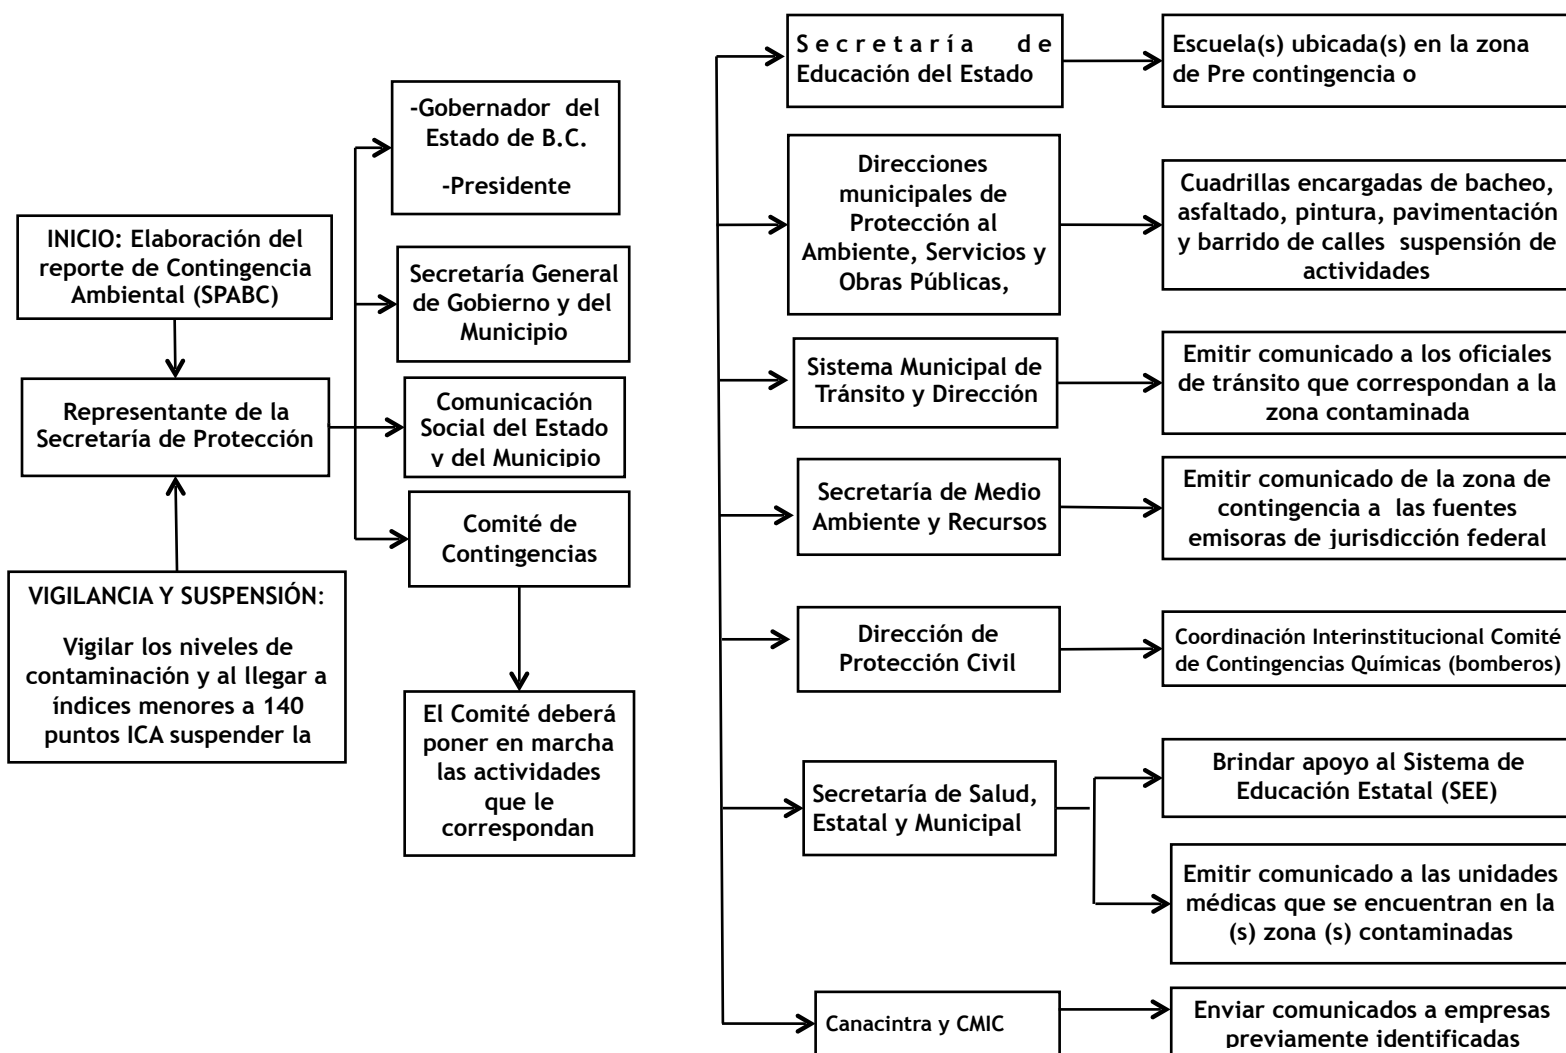 INICIO: Elaboración del
reporte de Contingencia
Ambiental (SPABC)
Representante de la
Secretaría de Protección
VIGILANCIA Y SUSPENSIÓN:
Vigilar los niveles de
contaminación y al llegar a
índices menores a 140
puntos ICA suspender la
-Gobernador del
Estado de B.C.
-Presidente
Secretaría General
de Gobierno y del
Municipio
Comunicación
Social del Estado
y del Municipio
Comité de
Contingencias
El Comité deberá
poner en marcha
las actividades
que le
correspondan
Secretaría de
Educación del Estado
Escuela(s) ubicada(s) en la zona
de Pre contingencia o
Direcciones
municipales de
Protección al
Ambiente, Servicios y
Obras Públicas,
Cuadrillas encargadas de bacheo,
asfaltado, pintura, pavimentación
y barrido de calles suspensión de
actividades
Sistema Municipal de
Tránsito y Dirección
Emitir comunicado a los oficiales
de tránsito que correspondan a la
zona contaminada
Secretaría de Medio
Ambiente y Recursos
Emitir comunicado de la zona de
contingencia a las fuentes
emisoras de jurisdicción federal
Dirección de
Protección Civil
Coordinación Interinstitucional Comité
de Contingencias Químicas (bomberos)
Secretaría de Salud,
Estatal y Municipal
Brindar apoyo al Sistema de
Educación Estatal (SEE)
Emitir comunicado a las unidades
médicas que se encuentran en la
(s) zona (s) contaminadas
Canacintra y CMIC
Enviar comunicados a empresas
previamente identificadas